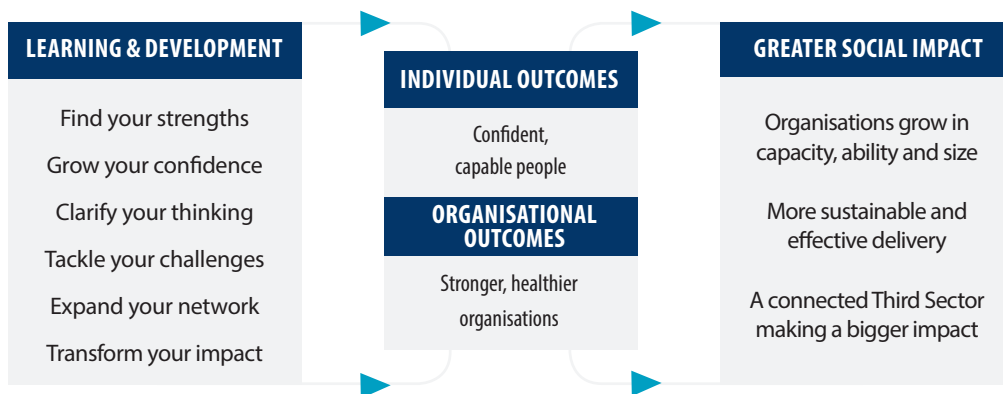 LEARNING & DEVELOPMENT
Find your strengths
Grow your confidence
Clarify your thinking
Tackle your challenges
Expand your network
Transform your impact
INDIVIDUAL OUTCOMES
Confident,
capable people
ORGANISATIONAL
OUTCOMES
Stronger, healthier
organisations
GREATER SOCIAL IMPACT
Organisations grow in
capacity, ability and size
More sustainable and
effective delivery
A connected Third Sector
making a bigger impact